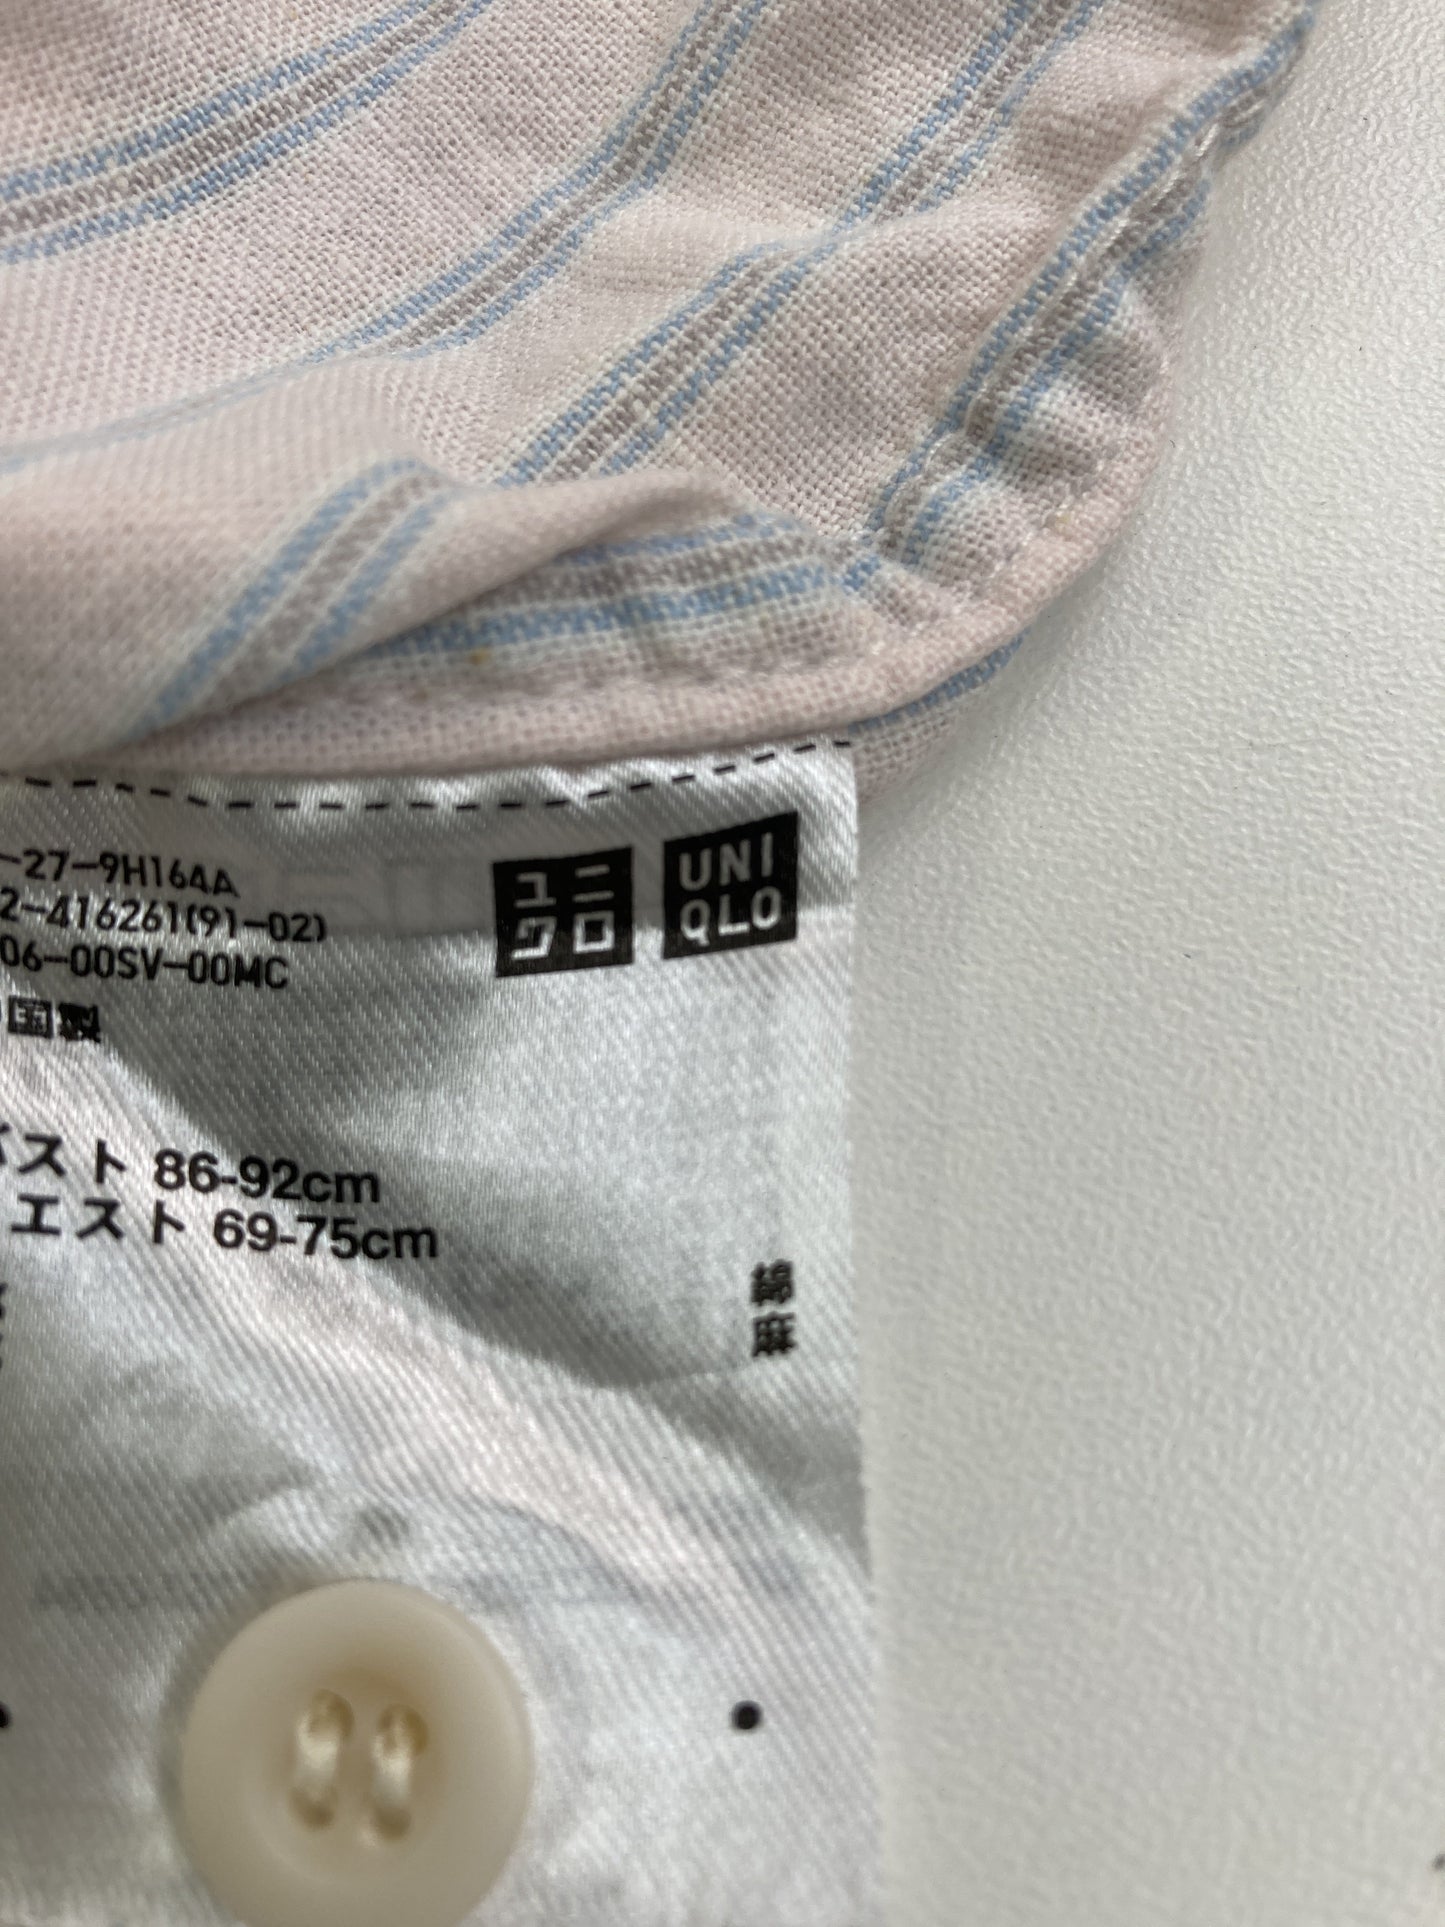 -27-9H164A
2-416261(91-02)
06-00SV-00MC
国製
ユニ
クロ
UNI
QLO
バスト 86-92cm
エスト 69-75cm
綿
麻